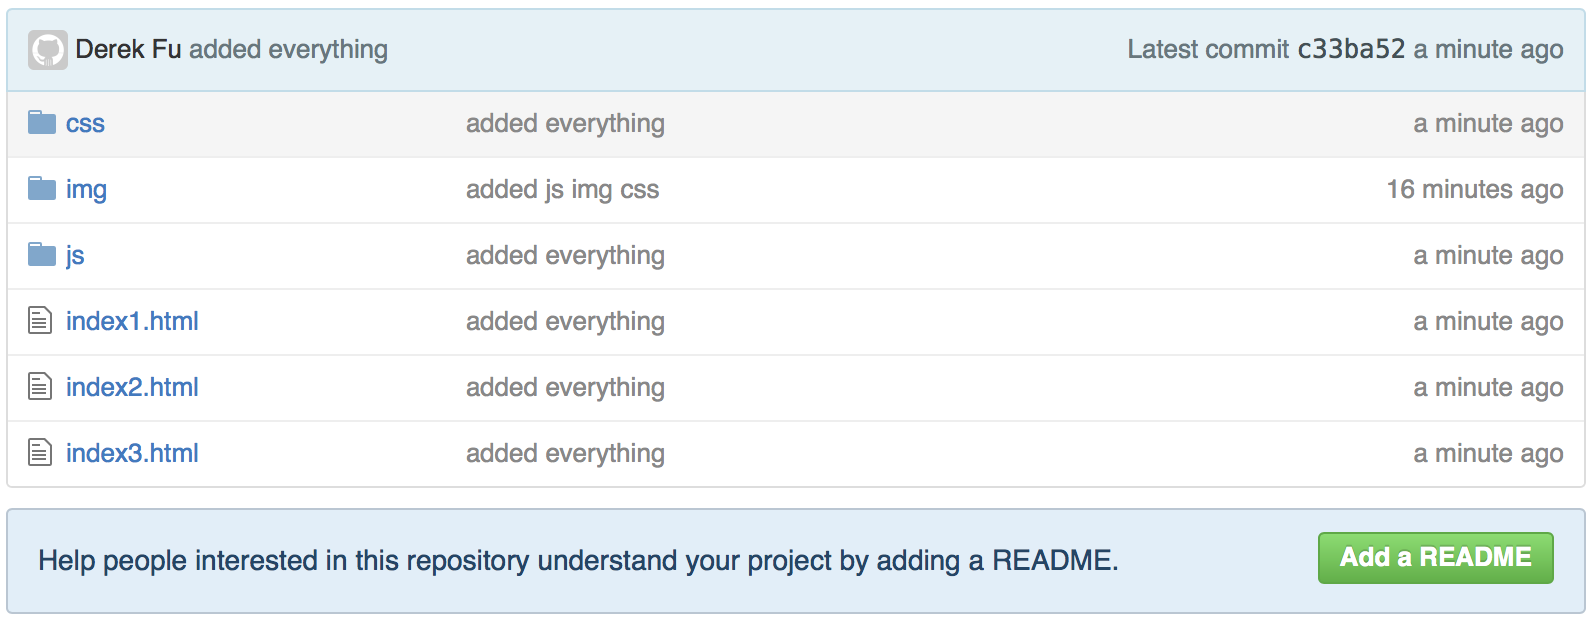 Derek Fu added everything Latest commit c33ba52 a minute ago
css added everything a minute ago
img added js img css 16 minutes ago
js added everything a minute ago
index1.html added everything a minute ago
index2.html added everything a minute ago
index3.html added everything a minute ago
Help people interested in this repository understand your project by adding a README. Add a README